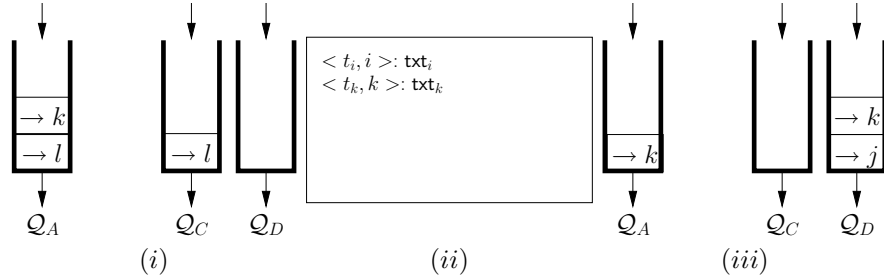 < t_i, i >: txt_i
< t_k, k >: txt_k
→ k
→ l
→ l
→ k
→ k
→ j
𝒬_A
𝒬_C
𝒬_D
𝒬_A
𝒬_C
𝒬_D
(i)
(ii)
(iii)